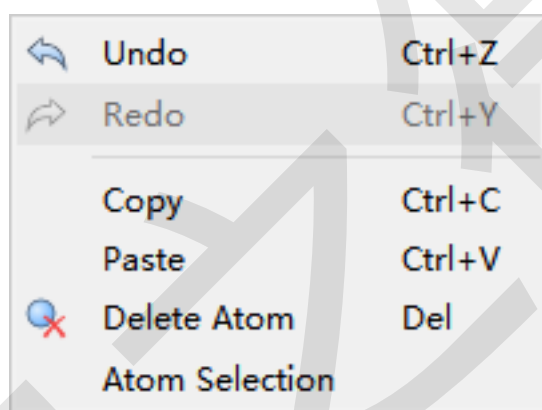 Undo Ctrl+Z
Redo Ctrl+Y
Copy Ctrl+C
Paste Ctrl+V
Delete Atom Del
Atom Selection